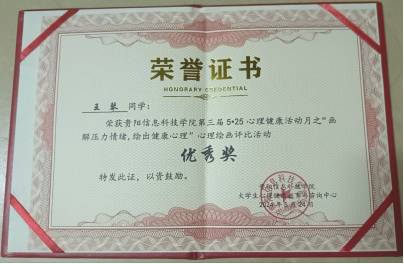 荣誉证书
HONORARY CREDENTIAL
王黎 同学:
荣获贵阳信息科技学院第三届5•25心理健康活动月之“画
解压力情绪,绘出健康心理”心理绘画评比活动
优秀奖
特发此证,以资鼓励。
贵阳信息科技学院
大学生心理健康教育与咨询中心
2024年5月24日